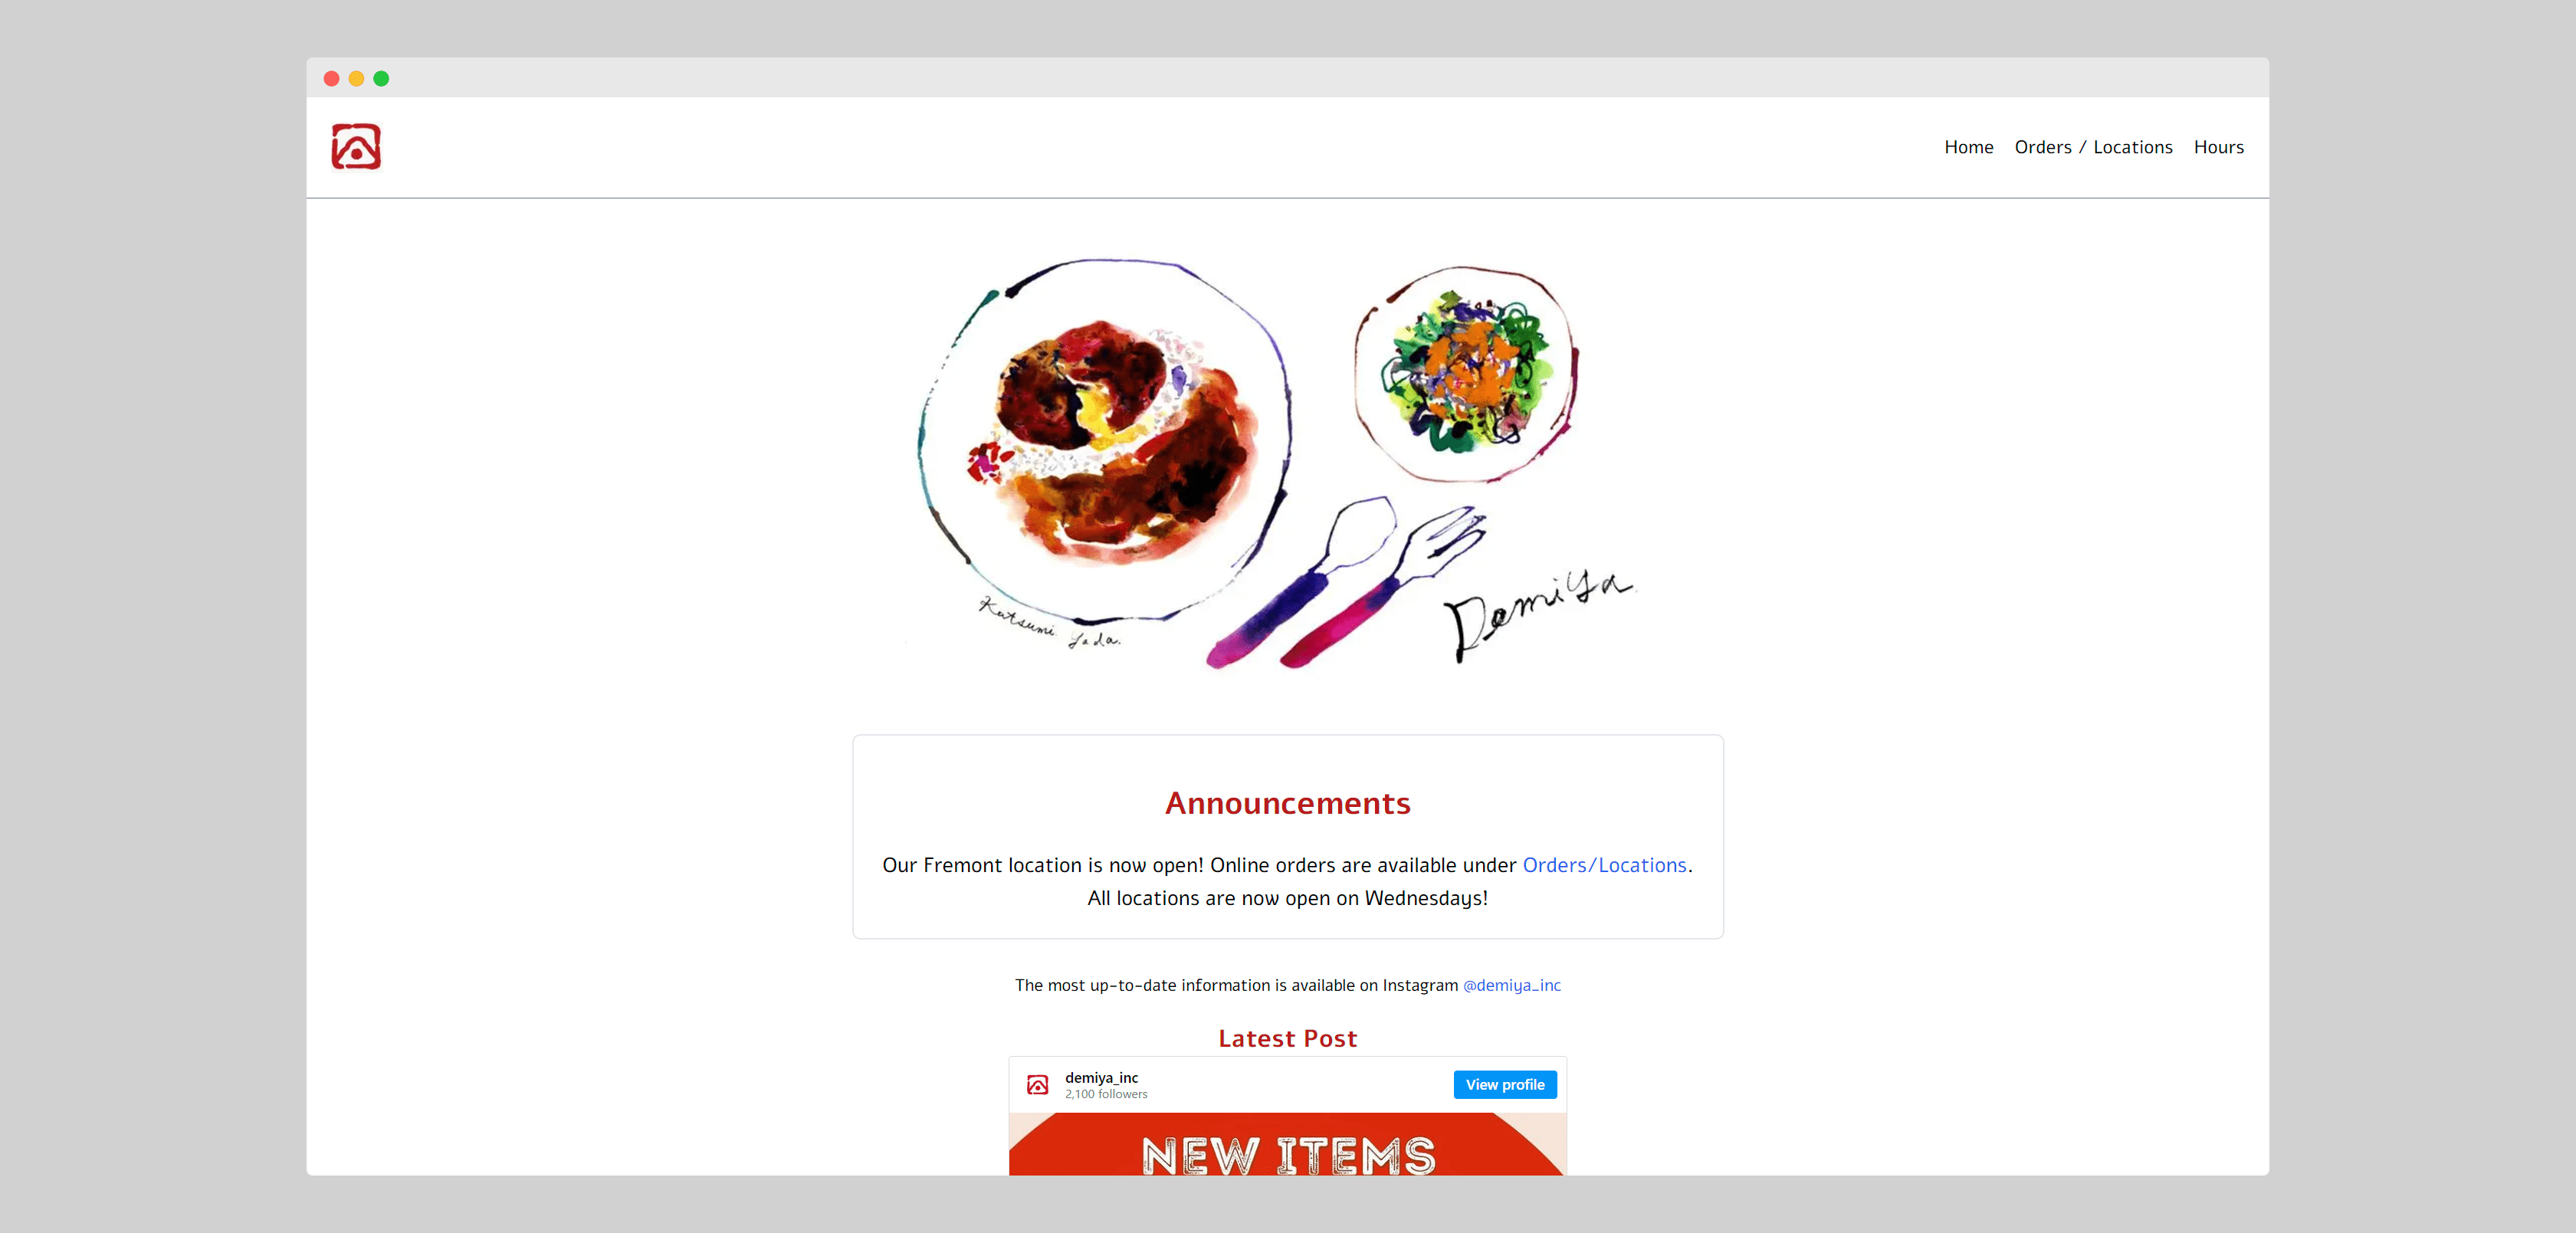 Home Orders / Locations Hours
Katsumi Yada.
DemiYa
Announcements
Our Fremont location is now open! Online orders are available under Orders/Locations.
All locations are now open on Wednesdays!
The most up-to-date information is available on Instagram @demiya_inc
Latest Post
demiya_inc
2,100 followers
View profile
NEW ITEMS